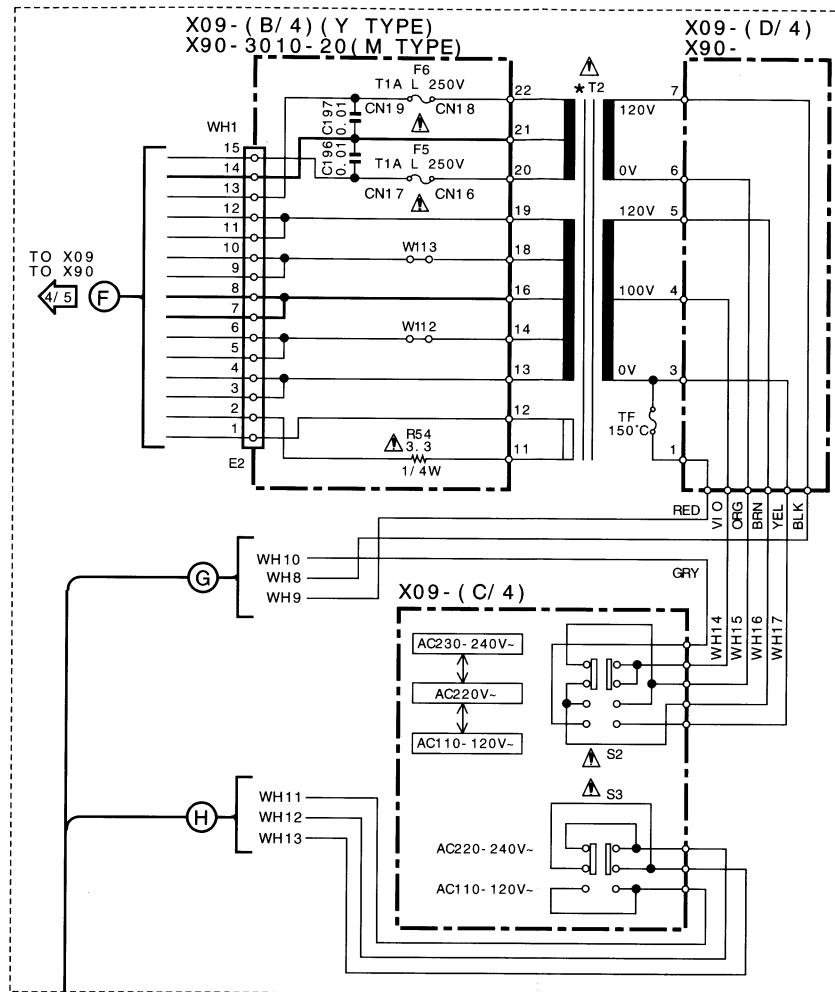 X09-(B/4)(Y TYPE)
X90-3010-20(M TYPE)
X09-(D/4)
X90-
F6
T1A L 250V
CN19 CN18
C197
0.01
C196
0.01
F5
T1A L 250V
CN17 CN16
WH1
15
14
13
12
11
10
9
8
7
6
5
4
3
2
1
E2
W113
W112
R54
3.3
1/4W
22
21
20
19
18
16
14
13
12
11
*T2
120V
0V
120V
100V
0V
7
6
5
4
3
1
TF
150°C
TO X09
TO X90
4/5
F
RED
VIO
ORG
BRN
YEL
BLK
G
WH10
WH8
WH9
GRY
WH14
WH15
WH16
WH17
X09-(C/4)
AC230-240V~
AC220V~
AC110-120V~
S2
S3
H
WH11
WH12
WH13
AC220-240V~
AC110-120V~